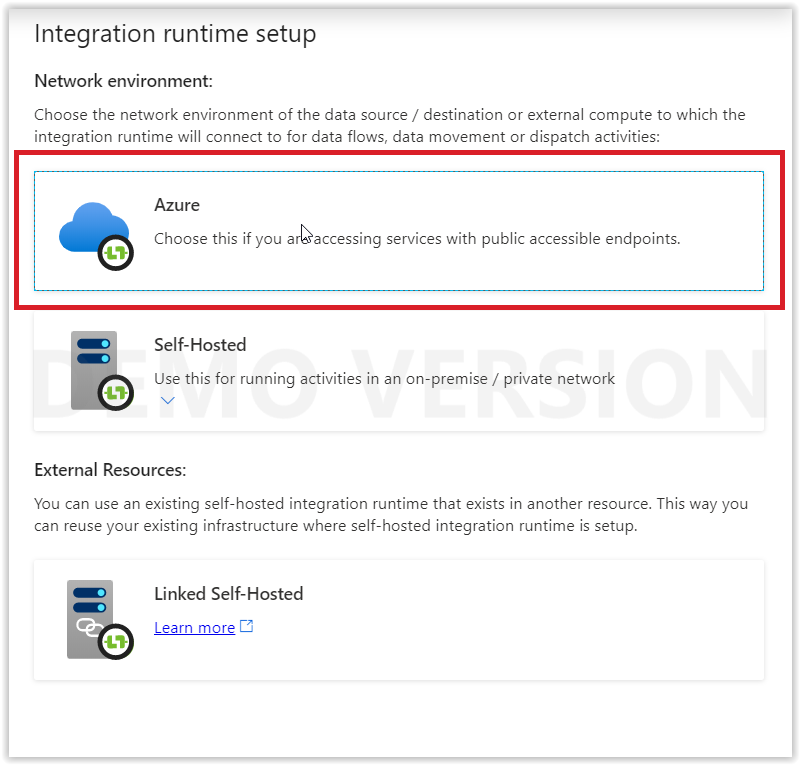 Integration runtime setup
Network environment:
Choose the network environment of the data source / destination or external compute to which the
integration runtime will connect to for data flows, data movement or dispatch activities:
Azure
Choose this if you are accessing services with public accessible endpoints.
Self-Hosted
Use this for running activities in an on-premise / private network
DEMO VERSION
External Resources:
You can use an existing self-hosted integration runtime that exists in another resource. This way you
can reuse your existing infrastructure where self-hosted integration runtime is setup.
Linked Self-Hosted
Learn more